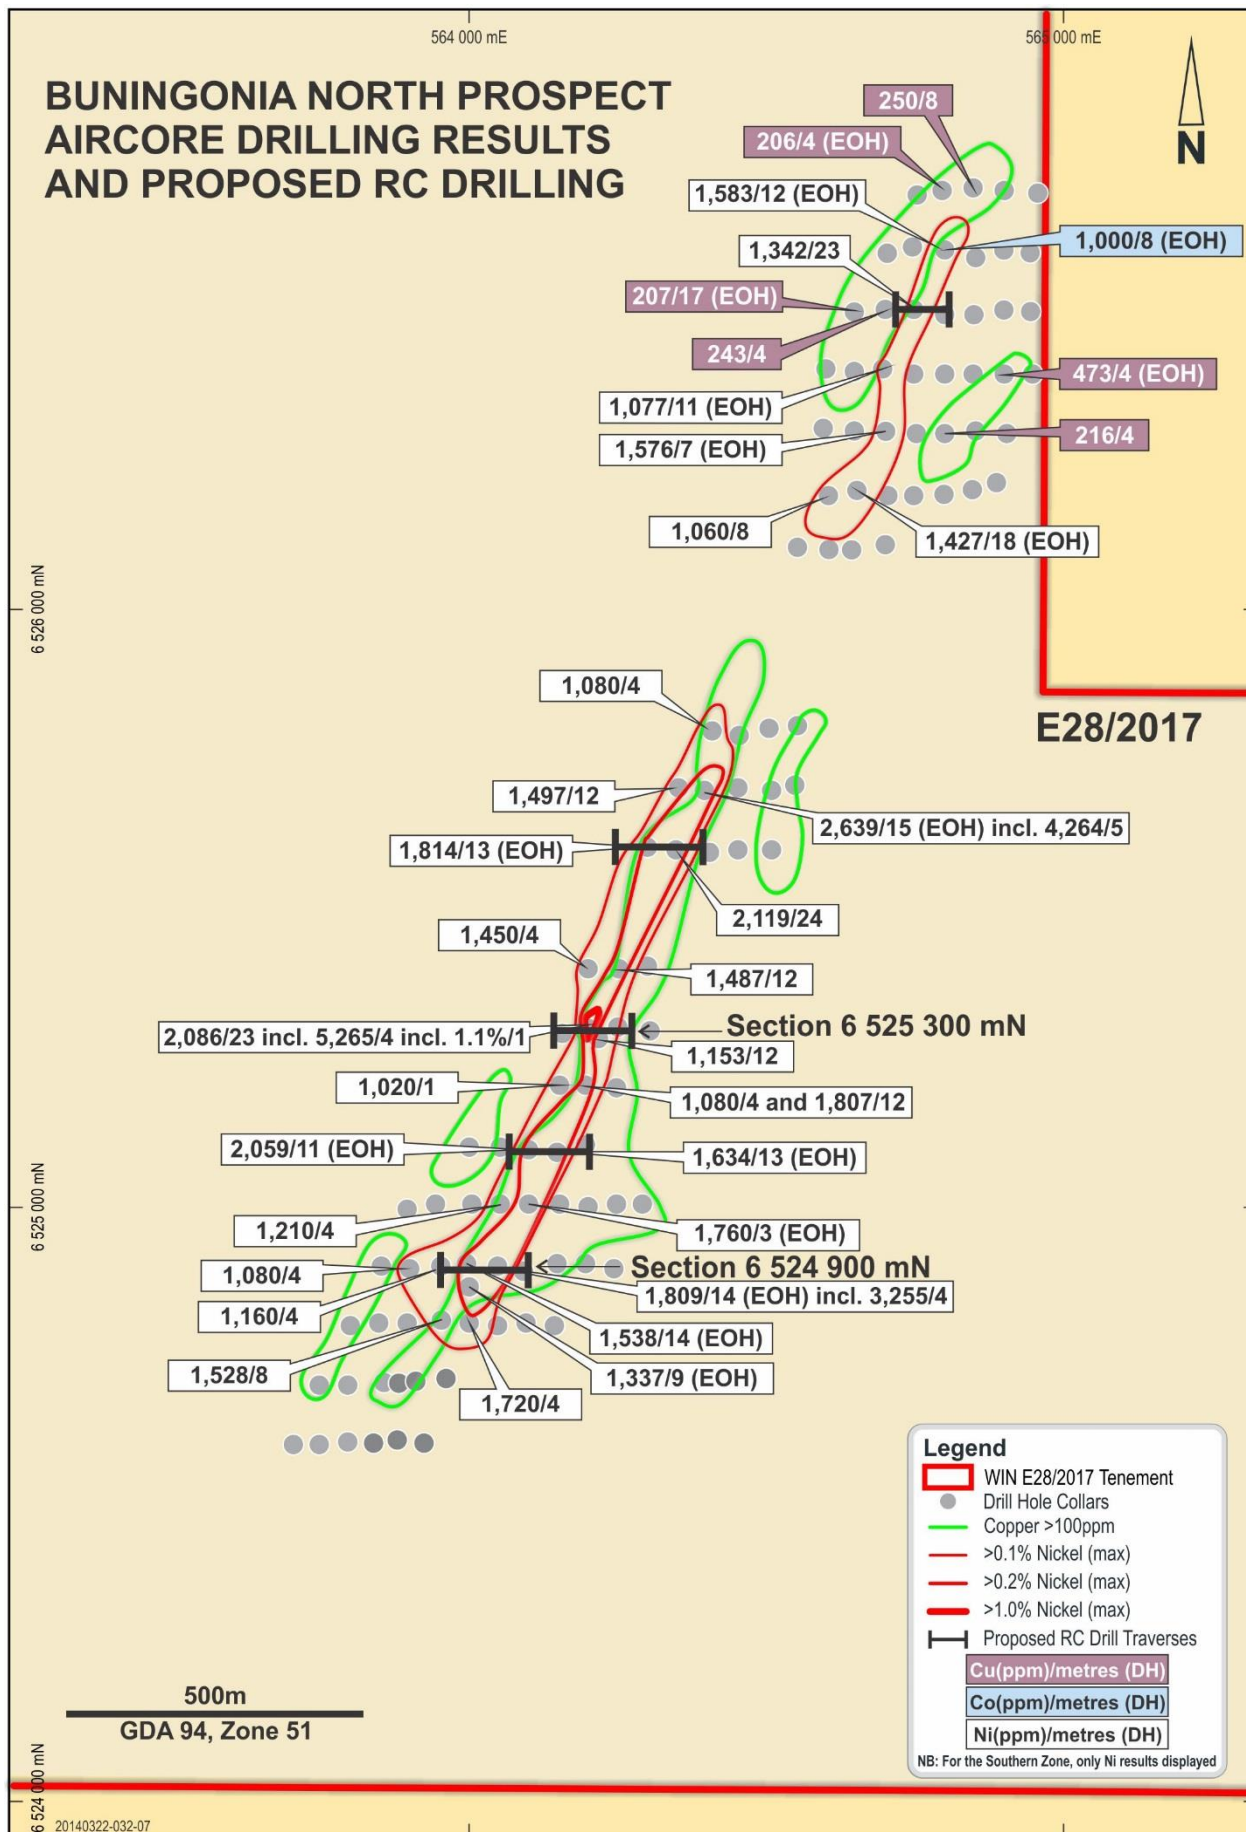 564 000 mE
565 000 mE
BUNINGONIA NORTH PROSPECT
AIRCORE DRILLING RESULTS
AND PROPOSED RC DRILLING
N
250/8
206/4 (EOH)
1,583/12 (EOH)
1,000/8 (EOH)
1,342/23
207/17 (EOH)
243/4
473/4 (EOH)
1,077/11 (EOH)
216/4
1,576/7 (EOH)
1,060/8
1,427/18 (EOH)
6 526 000 mN
1,080/4
E28/2017
1,497/12
2,639/15 (EOH) incl. 4,264/5
1,814/13 (EOH)
2,119/24
1,450/4
1,487/12
2,086/23 incl. 5,265/4 incl. 1.1%/1
Section 6 525 300 mN
1,153/12
1,020/1
1,080/4 and 1,807/12
2,059/11 (EOH)
1,634/13 (EOH)
6 525 000 mN
1,210/4
1,760/3 (EOH)
1,080/4
Section 6 524 900 mN
1,809/14 (EOH) incl. 3,255/4
1,160/4
1,538/14 (EOH)
1,528/8
1,337/9 (EOH)
1,720/4
Legend
WIN E28/2017 Tenement
Drill Hole Collars
Copper >100ppm
>0.1% Nickel (max)
>0.2% Nickel (max)
>1.0% Nickel (max)
Proposed RC Drill Traverses
Cu(ppm)/metres (DH)
Co(ppm)/metres (DH)
Ni(ppm)/metres (DH)
NB: For the Southern Zone, only Ni results displayed
500m
GDA 94, Zone 51
6 524 000 mN
20140322-032-07